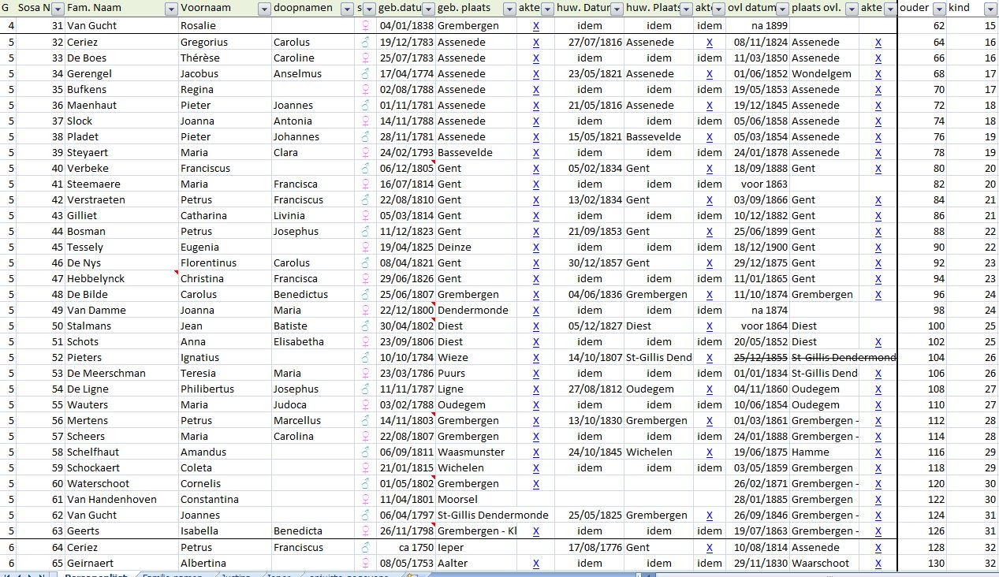 G Sosa N Fam. Naam Voornaam doopnamen s geb.datu geb. plaats akte huw. Datur huw. Plaats akte ovl datum plaats ovl. akte ouder kind
4 31 Van Gucht Rosalie ♀ 04/01/1838 Grembergen X idem idem idem na 1899 62 15
5 32 Ceriez Gregorius Carolus ♂ 19/12/1783 Assenede X 27/07/1816 Assenede X 08/11/1824 Assenede X 64 16
5 33 De Boes Thérèse Caroline ♀ 25/07/1783 Assenede X idem idem idem 11/03/1850 Assenede X 66 16
5 34 Gerengel Jacobus Anselmus ♂ 17/04/1774 Assenede X 23/05/1821 Assenede X 01/06/1852 Wondelgem X 68 17
5 35 Bufkens Regina ♀ 02/08/1788 Assenede X idem idem idem 19/05/1853 Assenede X 70 17
5 36 Maenhaut Pieter Joannes ♂ 01/11/1781 Assenede X 21/05/1816 Assenede X 19/12/1845 Assenede X 72 18
5 37 Slock Joanna Antonia ♀ 14/11/1788 Assenede X idem idem idem 05/06/1858 Assenede X 74 18
5 38 Pladet Pieter Johannes ♂ 28/11/1781 Assenede X 15/05/1821 Bassevelde X 05/03/1854 Assenede X 76 19
5 39 Steyaert Maria Clara ♀ 24/02/1793 Bassevelde X idem idem idem 24/01/1878 Assenede X 78 19
5 40 Verbeke Franciscus ♂ 06/12/1805 Gent X 05/02/1834 Gent X 18/09/1888 Gent X 80 20
5 41 Steemaere Maria Francisca ♀ 16/07/1814 Gent X idem idem idem voor 1863 82 20
5 42 Verstraeten Petrus Franciscus ♂ 22/08/1810 Gent X 13/02/1834 Gent X 03/09/1866 Gent X 84 21
5 43 Gilliet Catharina Livinia ♀ 05/03/1814 Gent X idem idem idem 10/12/1882 Gent X 86 21
5 44 Bosman Petrus Josephus ♂ 11/12/1823 Gent X 21/09/1853 Gent X 25/06/1899 Gent X 88 22
5 45 Tessely Eugenia ♀ 19/04/1825 Deinze X idem idem idem 18/12/1900 Gent X 90 22
5 46 De Nys Florentinus Carolus ♂ 08/04/1821 Gent X 30/12/1857 Gent X 29/12/1875 Gent X 92 23
5 47 Hebbelynck Christina Francisca ♀ 29/06/1826 Gent X idem idem idem 11/01/1865 Gent X 94 23
5 48 De Bilde Carolus Benedictus ♂ 25/06/1807 Grembergen X 04/06/1836 Grembergen X 11/10/1874 Grembergen X 96 24
5 49 Van Damme Joanna Maria ♀ 22/12/1800 Dendermonde X idem idem idem na 1874 98 24
5 50 Stalmans Jean Batiste ♂ 30/04/1802 Diest X 05/12/1827 Diest X voor 1864 Diest 100 25
5 51 Schots Anna Elisabetha ♀ 23/09/1806 Diest X idem idem idem 20/05/1852 Diest X 102 25
5 52 Pieters Ignatius ♂ 10/10/1784 Wieze X 14/10/1807 St-Gillis Dend X 25/12/1855 St-Gillis Dendermond 104 26
5 53 De Meerschman Teresia Maria ♀ 23/03/1786 Puurs X idem idem idem 01/01/1834 St-Gillis Dend X 106 26
5 54 De Ligne Philibertus Josephus ♂ 11/11/1787 Ligne X 27/08/1812 Oudegem X 04/11/1860 Oudegem X 108 27
5 55 Wauters Maria Judoca ♀ 03/02/1788 Oudegem X idem idem idem 10/06/1854 Oudegem X 110 27
5 56 Mertens Petrus Marcellus ♂ 14/11/1803 Grembergen X 13/10/1830 Grembergen X 01/03/1861 Grembergen - X 112 28
5 57 Scheers Maria Carolina ♀ 22/08/1807 Grembergen X idem idem idem 24/01/1888 Grembergen - X 114 28
5 58 Schelfhaut Amandus ♂ 06/09/1811 Waasmunster X 24/10/1845 Wichelen X 19/06/1875 Hamme X 116 29
5 59 Schockaert Coleta ♀ 21/01/1815 Wichelen X idem idem idem 03/05/1859 Grembergen X 118 29
5 60 Waterschoot Cornelis ♂ 01/05/1802 Grembergen X 26/02/1871 Grembergen - X 120 30
5 61 Van Handenhoven Constantina ♀ 11/04/1801 Moorsel 28/01/1885 Grembergen X 122 30
5 62 Van Gucht Joannes ♂ 06/04/1797 St-Gillis Dendermonde 25/05/1825 Grembergen X 26/09/1846 Grembergen - X 124 31
5 63 Geerts Isabella Benedicta ♀ 26/11/1798 Grembergen - Kl X idem idem idem 19/07/1863 Grembergen - X 126 31
6 64 Ceriez Petrus Franciscus ♂ ca 1750 Ieper 17/08/1776 Gent X 10/08/1814 Assenede X 128 32
6 65 Geirnaert Albertina ♀ 08/05/1753 Aalter X idem idem idem 29/11/1830 Waarschoot X 130 32